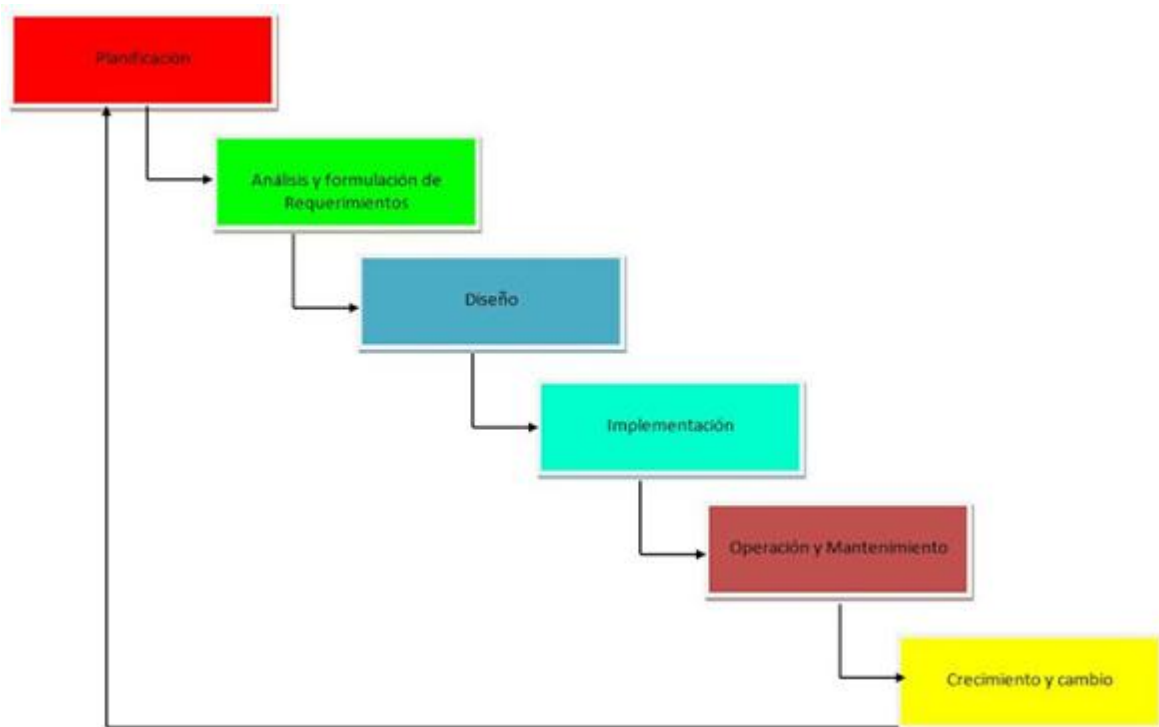 Planificación
Análisis y formulación de
Requerimientos
Diseño
Implementación
Operación y Mantenimiento
Crecimiento y cambio